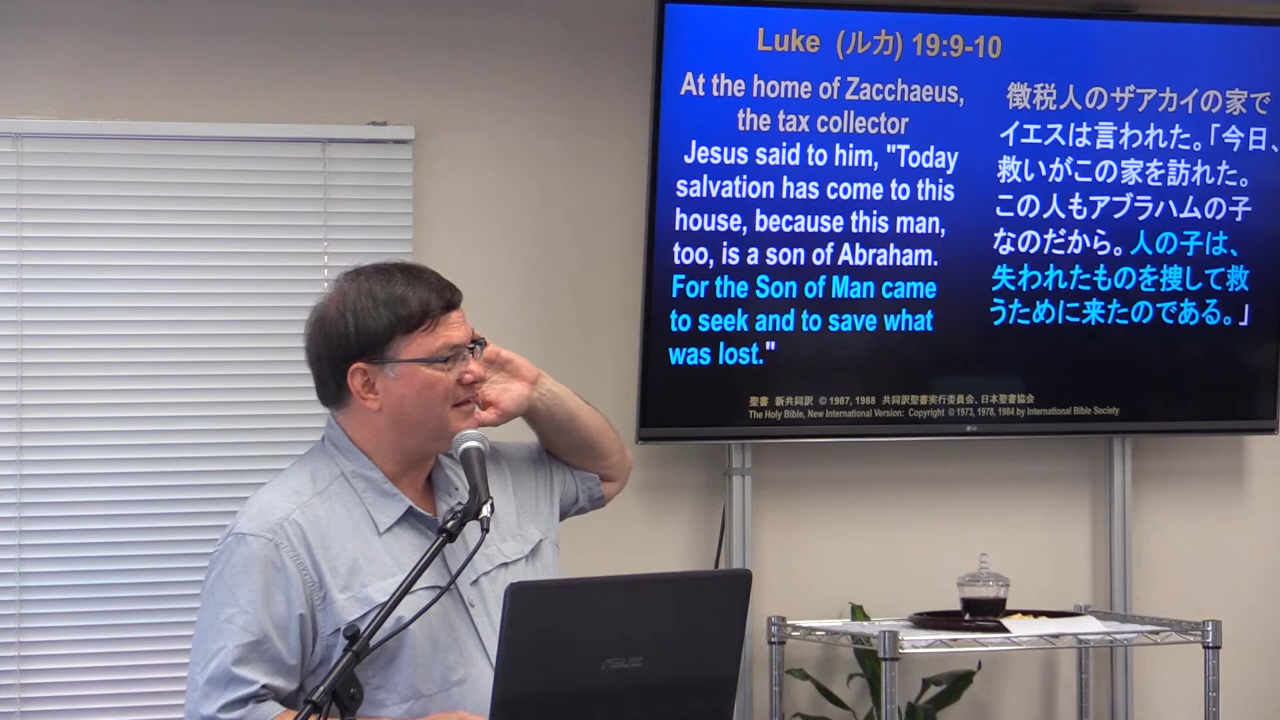 Luke (ルカ) 19:9-10
At the home of Zacchaeus,
the tax collector
Jesus said to him, "Today
salvation has come to this
house, because this man,
too, is a son of Abraham.
For the Son of Man came
to seek and to save what
was lost."
徴税人のザアカイの家で
イエスは言われた。「今日、
救いがこの家を訪れた。
この人もアブラハムの子
なのだから。人の子は、
失われたものを捜して救
うために来たのである。」
聖書 新共同訳 © 1987, 1988 共同訳聖書実行委員会、日本聖書協会
The Holy Bible, New International Version: Copyright © 1973, 1978, 1984 by International Bible Society
LG
ASUS